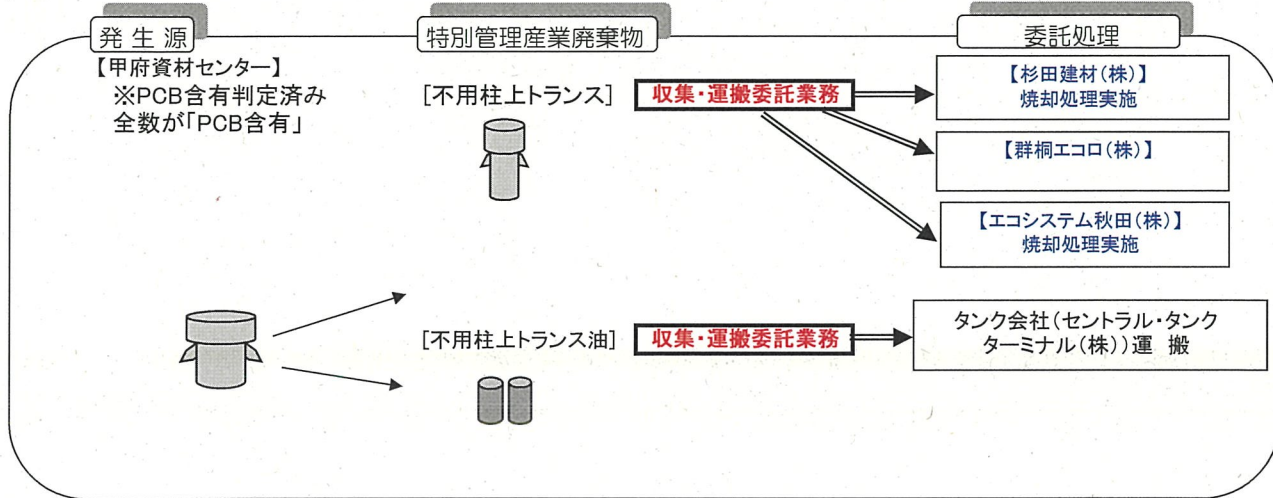 発 生 源
特別管理産業廃棄物
委託処理
【甲府資材センター】
※PCB含有判定済み
全数が「PCB含有」
[不用柱上トランス]
収集・運搬委託業務
【杉田建材(株)】
焼却処理実施
【群桐エコロ(株)】
【エコシステム秋田(株)】
焼却処理実施
[不用柱上トランス油]
収集・運搬委託業務
タンク会社(セントラル・タンク
ターミナル(株))運 搬